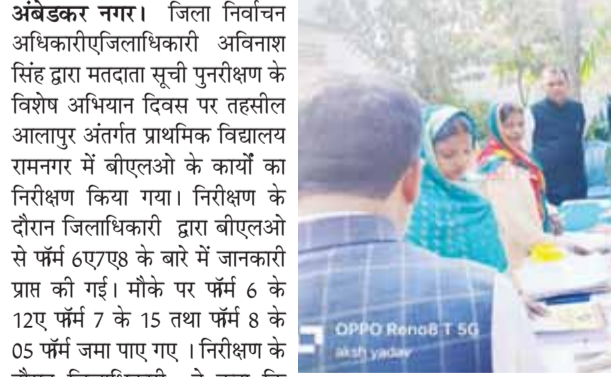 अंबेडकर नगर। जिला निर्वाचन
अधिकारीएजिलाधिकारी अविनाश
सिंह द्वारा मतदाता सूची पुनरीक्षण के
विशेष अभियान दिवस पर तहसील
आलापुर अंतर्गत प्राथमिक विद्यालय
रामनगर में बीएलओ के कार्यों का
निरीक्षण किया गया। निरीक्षण के
दौरान जिलाधिकारी द्वारा बीएलओ
से फॉर्म 6ए7ए8 के बारे में जानकारी
प्राप्त की गई। मौके पर फॉर्म 6 के
12ए फॉर्म 7 के 15 तथा फॉर्म 8 के
05 फॉर्म जमा पाए गए । निरीक्षण के
OPPO Reno8 T 5G
aksh yadav